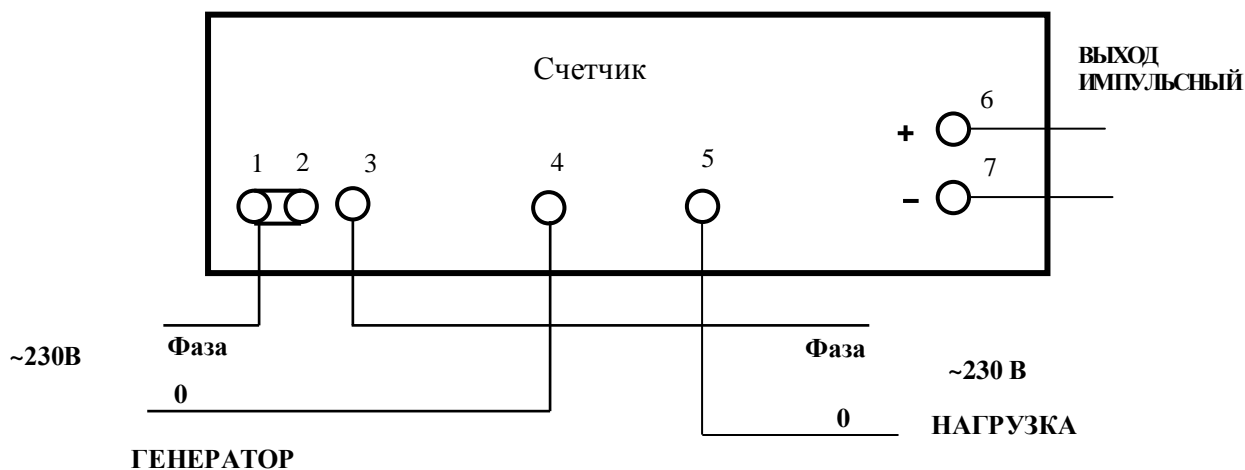 Счетчик
ВЫХОД
ИМПУЛЬСНЫЙ
6
+
7
−
1 2 3 4 5
~230В
Фаза
0
ГЕНЕРАТОР
Фаза
~230 В
0
НАГРУЗКА